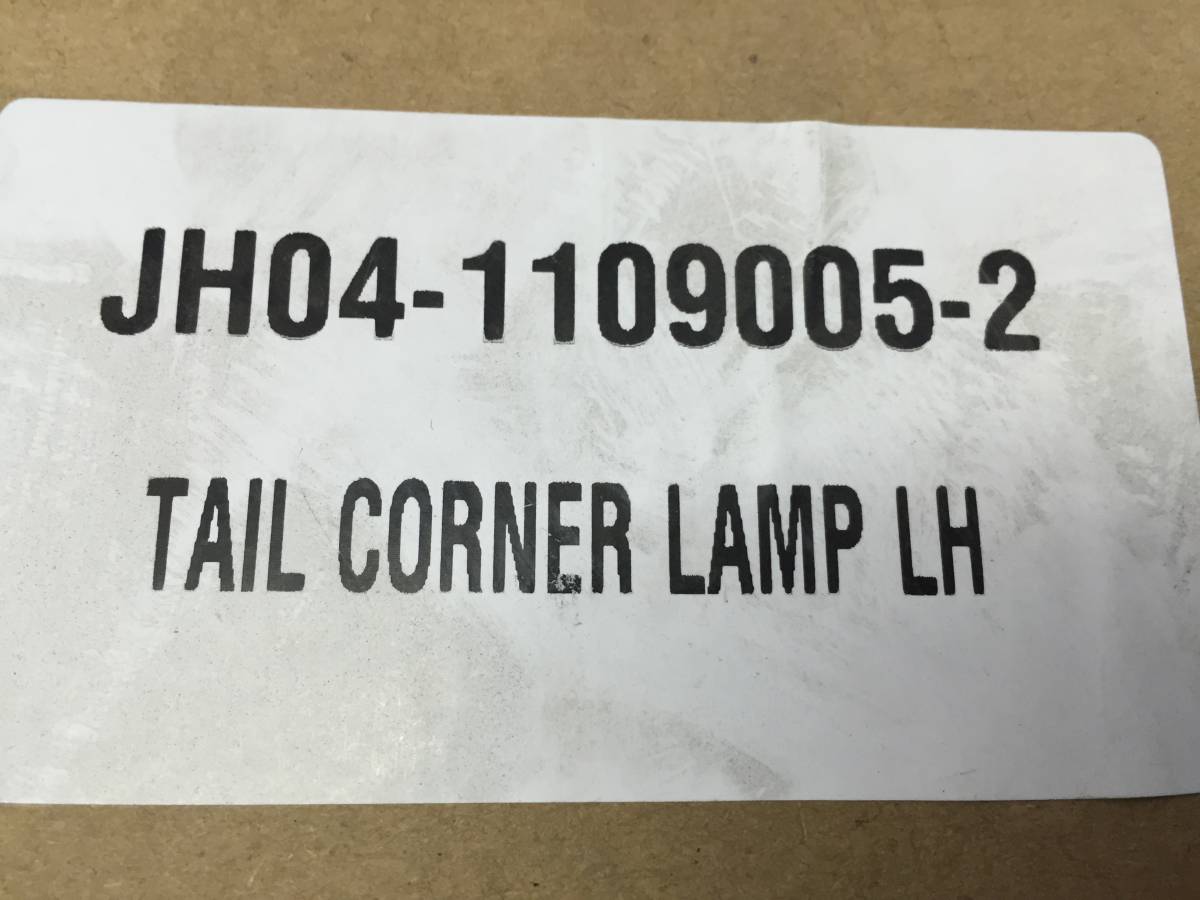 JH04-1109005-2
TAIL CORNER LAMP LH